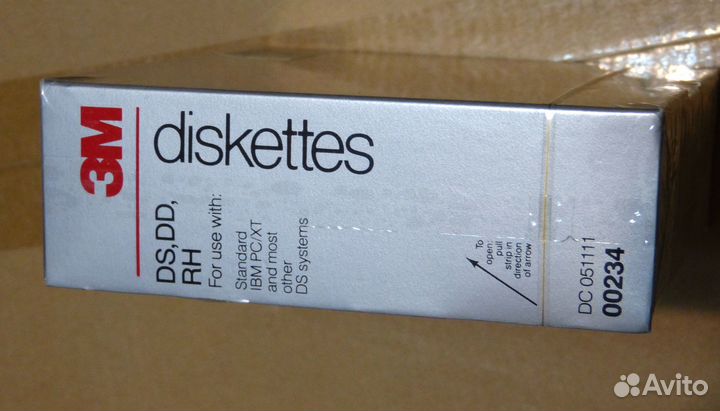 3M
diskettes
DS, DD,
RH
For use with:
Standard
IBM PC/XT
and most
other
DS systems
To
open:
pull
strip in
direction
of arrow
DC 051111
00234
Avito